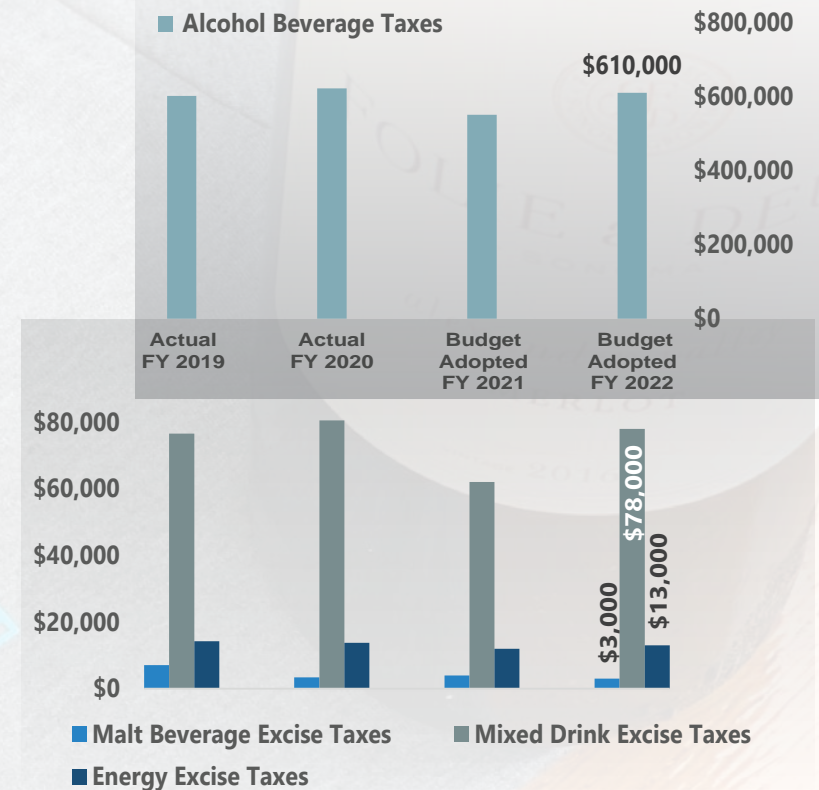 Alcohol Beverage Taxes
$800,000
$610,000
$600,000
$400,000
$200,000
$0
Actual
FY 2019
Actual
FY 2020
Budget
Adopted
FY 2021
Budget
Adopted
FY 2022
$80,000
$60,000
$40,000
$20,000
$0
$3,000
$78,000
$13,000
Malt Beverage Excise Taxes
Mixed Drink Excise Taxes
Energy Excise Taxes